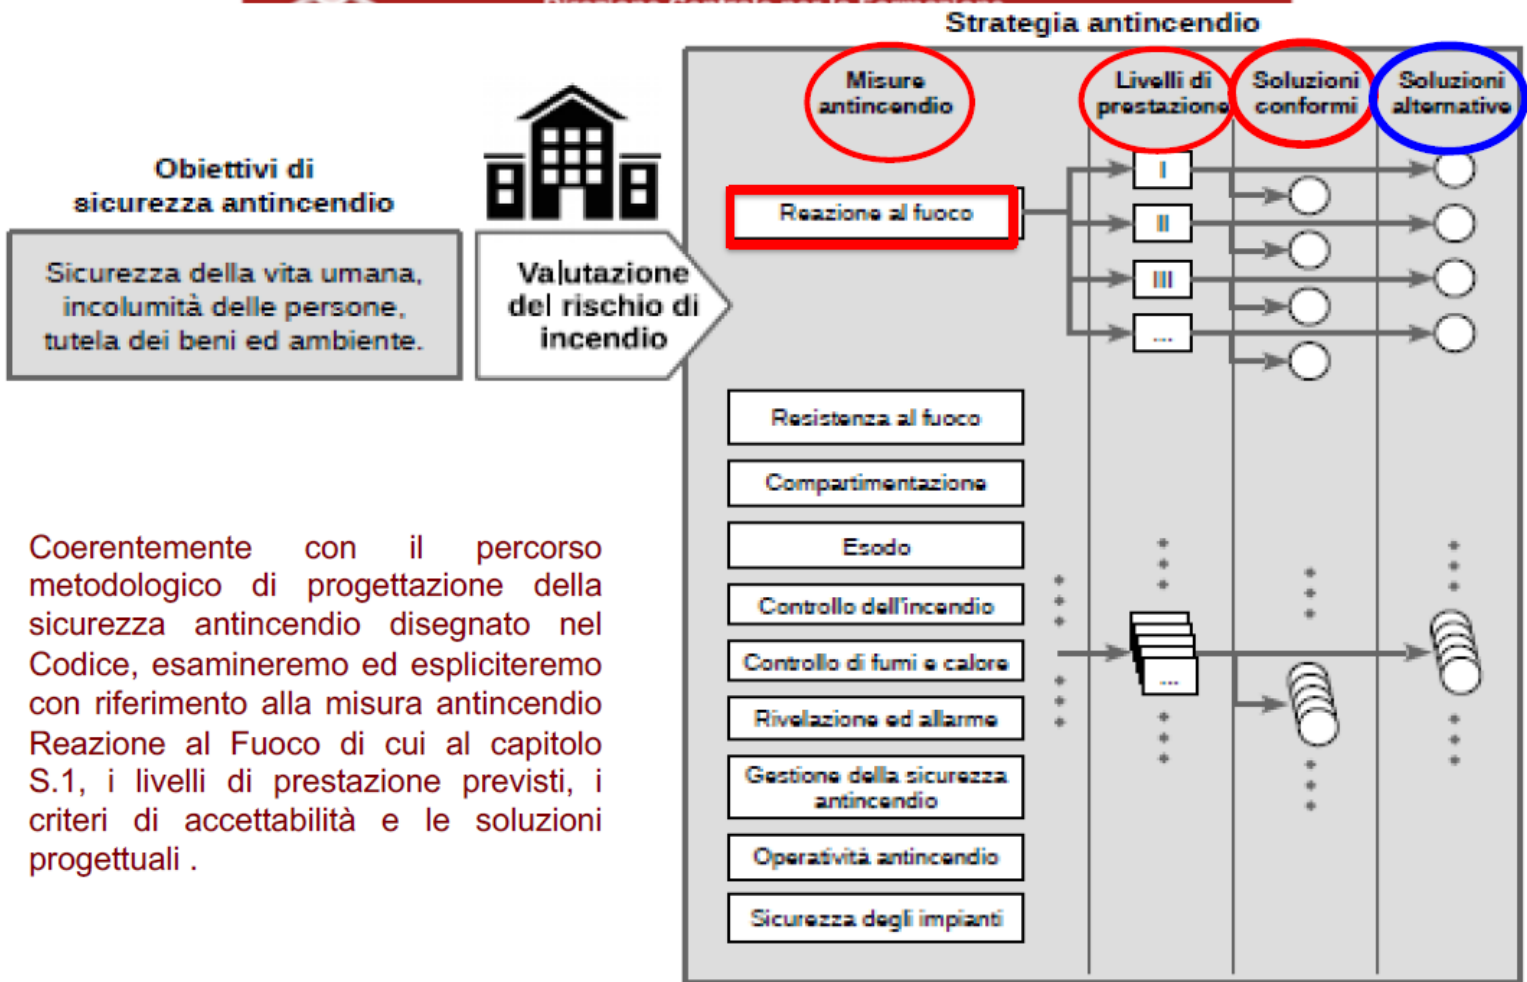 Direzione Centrale per la Formazione
Strategia antincendio
Misure
antincendio
Livelli di
prestazione
Soluzioni
conformi
Soluzioni
alternative
Obiettivi di
sicurezza antincendio
Sicurezza della vita umana,
incolumità delle persone,
tutela dei beni ed ambiente.
Valutazione
del rischio di
incendio
Reazione al fuoco
I
II
III
...
Resistenza al fuoco
Compartimentazione
Esodo
Controllo dell'incendio
Controllo di fumi e calore
...
Rivelazione ed allarme
Gestione della sicurezza
antincendio
Operatività antincendio
Sicurezza degli impianti
Coerentemente con il percorso
metodologico di progettazione della
sicurezza antincendio disegnato nel
Codice, esamineremo ed espliciteremo
con riferimento alla misura antincendio
Reazione al Fuoco di cui al capitolo
S.1, i livelli di prestazione previsti, i
criteri di accettabilità e le soluzioni
progettuali .